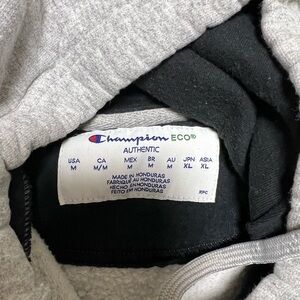 Champion ECO®
AUTHENTIC
USA CA MEX BR AU JPN ASIA
M M/M M M M XL XL
MADE IN HONDURAS
FABRIQUÉ AU HONDURAS
HECHO EN HONDURAS
FEITO EM HONDURAS
RPC